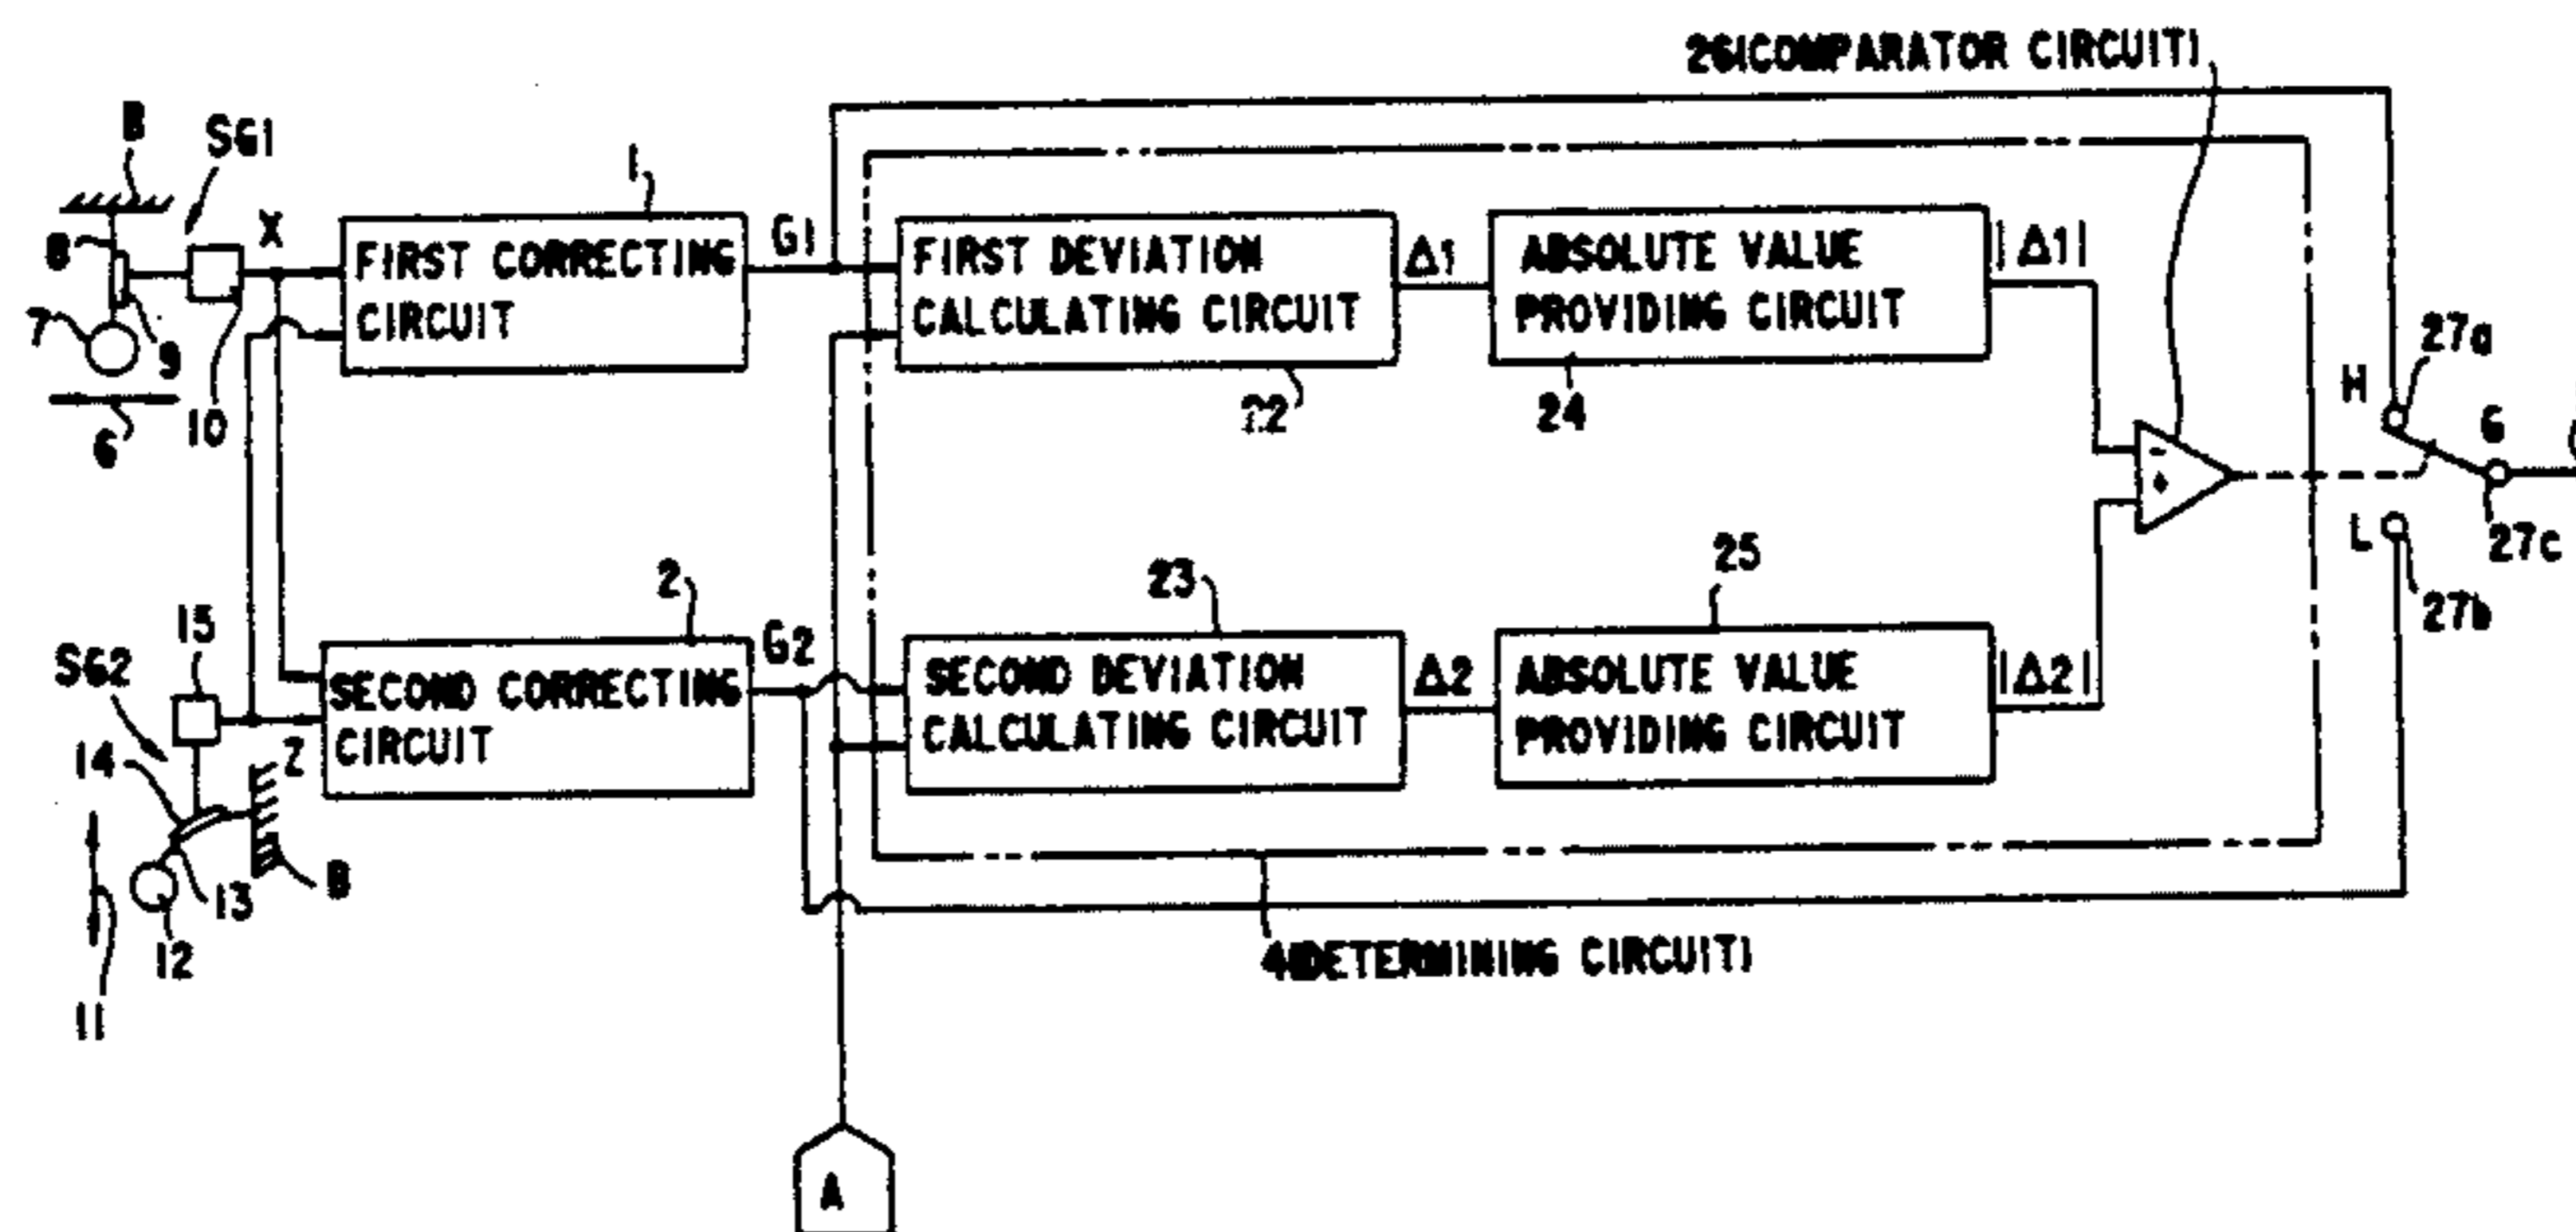 26(COMPARATOR CIRCUIT)
B
SG1
X
1
G1
8
FIRST CORRECTING
CIRCUIT
FIRST DEVIATION
CALCULATING CIRCUIT
Δ1
ABSOLUTE VALUE
PROVIDING CIRCUIT
|Δ1|
7
9
10
6
22
24
H
27a
G
-
+
L
27c
27b
2
G2
23
25
15
SG2
SECOND CORRECTING
CIRCUIT
SECOND DEVIATION
CALCULATING CIRCUIT
Δ2
ABSOLUTE VALUE
PROVIDING CIRCUIT
|Δ2|
14
Z
B
13
12
11
4(DETERMINING CIRCUIT)
A